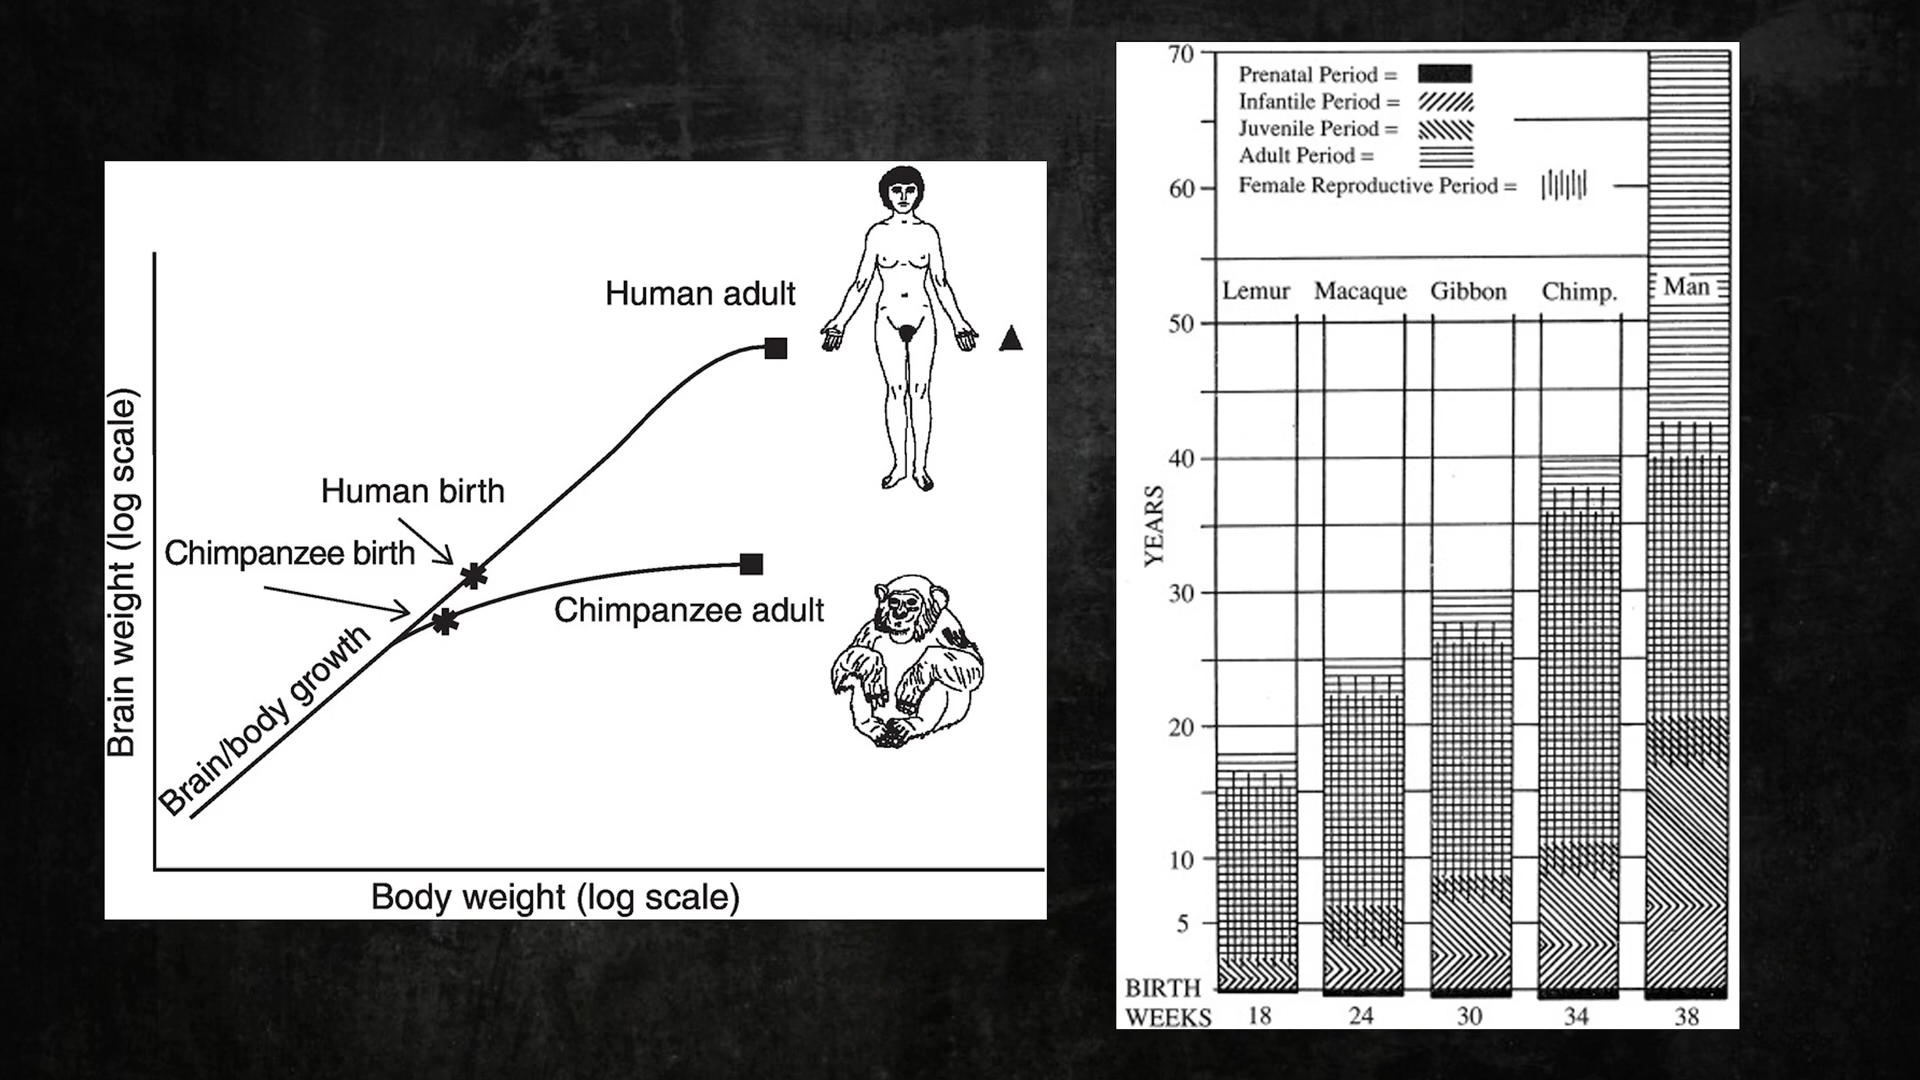 Human adult
Human birth
Chimpanzee birth
Chimpanzee adult
Brain/body growth
Brain weight (log scale)
Body weight (log scale)
70
Prenatal Period =
Infantile Period =
Juvenile Period =
Adult Period =
60
Female Reproductive Period =
Lemur Macaque Gibbon Chimp. Man
50
40
YEARS
30
20
10
5
BIRTH
WEEKS 18 24 30 34 38